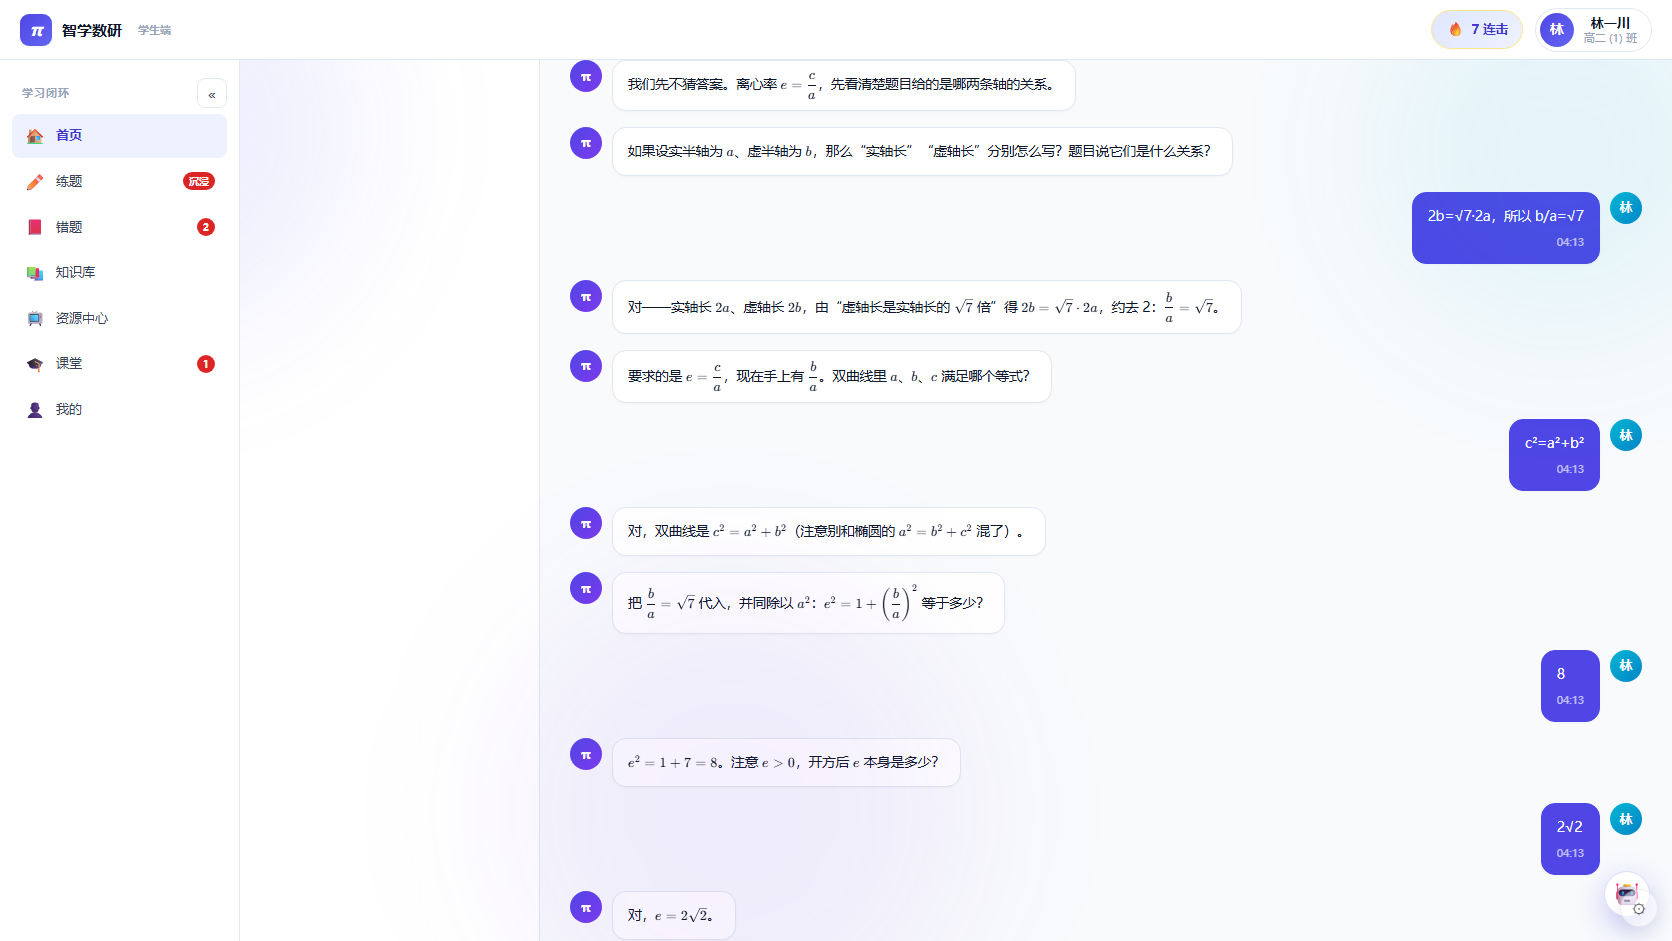 π 智学数研 学生端
7 连击
林 林一川
高二 (1) 班
学习闭环 «
首页
练题 沉浸
错题 2
知识库
资源中心
课堂 1
我的
π 我们先不猜答案。离心率 e = c/a，先看清楚题目给的是哪两条轴的关系。
π 如果设实半轴为 a、虚半轴为 b，那么“实轴长”“虚轴长”分别怎么写？题目说它们是什么关系？
2b=√7·2a，所以 b/a=√7 林
04:13
π 对——实轴长 2a、虚轴长 2b，由“虚轴长是实轴长的 √7 倍”得 2b = √7 · 2a，约去 2：b/a = √7。
π 要求的是 e = c/a，现在手上有 b/a。双曲线里 a、b、c 满足哪个等式？
c²=a²+b² 林
04:13
π 对，双曲线是 c² = a² + b²（注意别和椭圆的 a² = b² + c² 混了）。
π 把 b/a = √7 代入，并同除以 a²：e² = 1 + (b/a)² 等于多少？
8 林
04:13
π e² = 1 + 7 = 8。注意 e > 0，开方后 e 本身是多少？
2√2 林
04:13
π 对，e = 2√2。